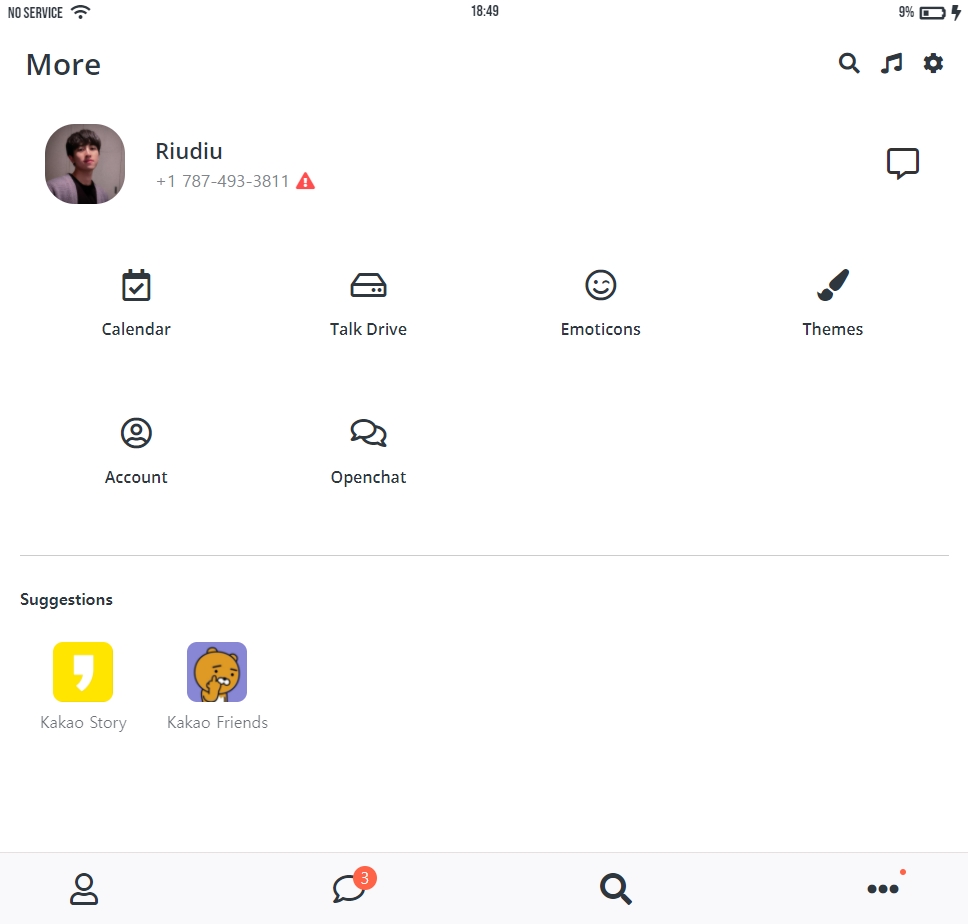 NO SERVICE 18:49 9%
More
Riudiu
+1 787-493-3811
Calendar Talk Drive Emoticons Themes
Account Openchat
Suggestions
Kakao Story Kakao Friends
3